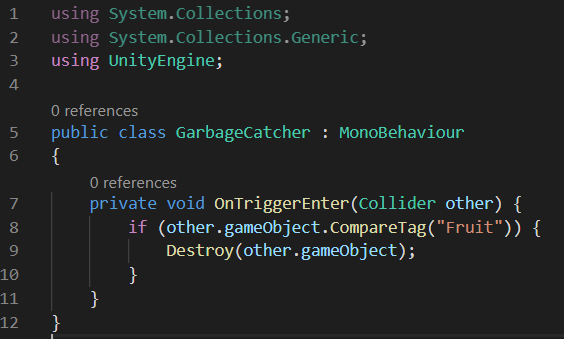 1 using System.Collections;
2 using System.Collections.Generic;
3 using UnityEngine;
4
0 references
5 public class GarbageCatcher : MonoBehaviour
6 {
0 references
7 private void OnTriggerEnter(Collider other) {
8 if (other.gameObject.CompareTag("Fruit")) {
9 Destroy(other.gameObject);
10 }
11 }
12 }